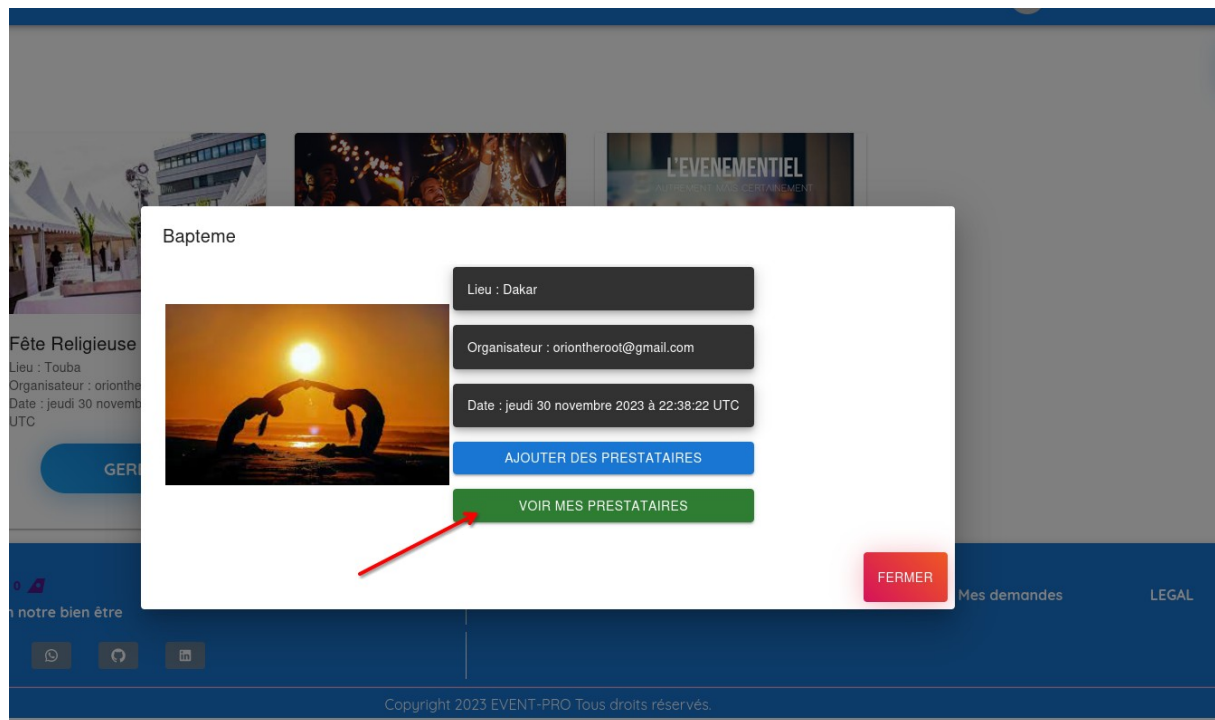 L'EVENEMENTIEL
AUTREMENT MAIS CERTAINEMENT
Bapteme
Lieu : Dakar
Organisateur : oriontheroot@gmail.com
Date : jeudi 30 novembre 2023 à 22:38:22 UTC
AJOUTER DES PRESTATAIRES
VOIR MES PRESTATAIRES
FERMER
Fête Religieuse
Lieu : Touba
Organisateur : orionthe
Date : jeudi 30 novemb
UTC
GERI
notre bien être
Mes demandes
LEGAL
Copyright 2023 EVENT-PRO Tous droits réservés.